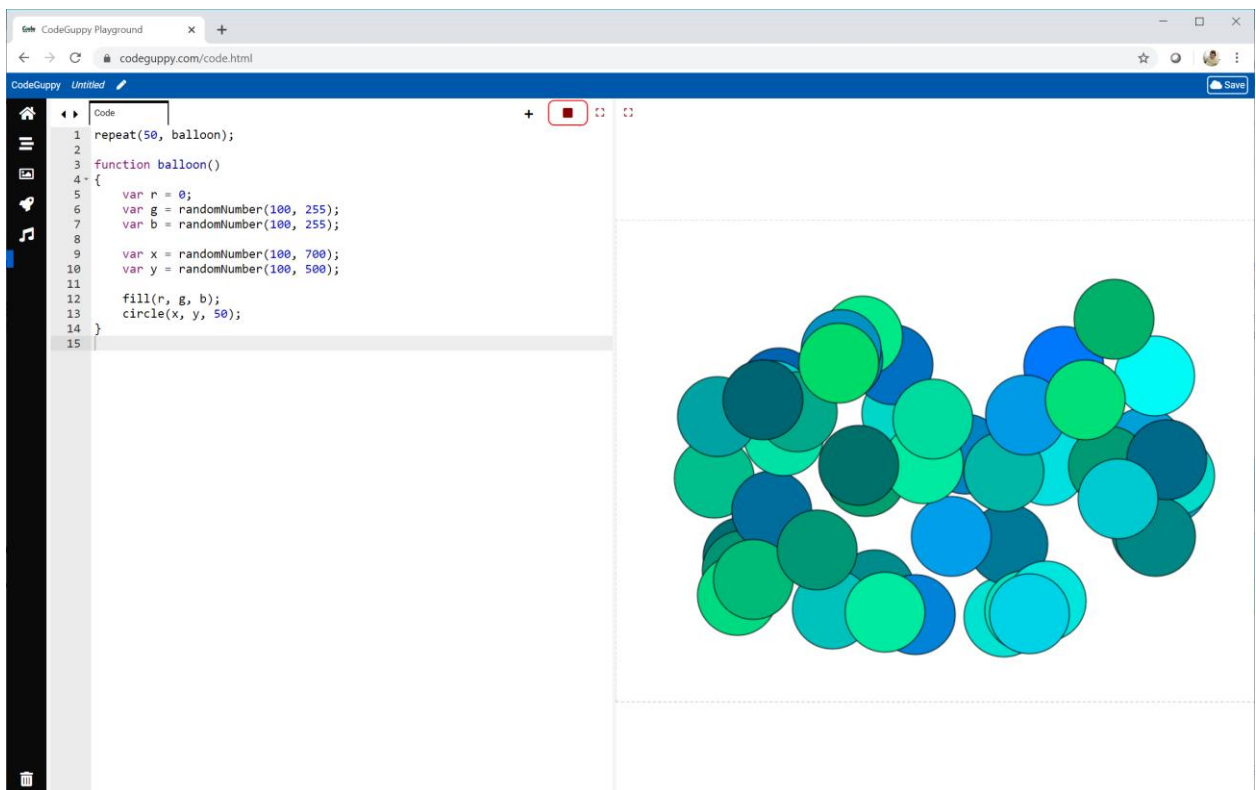 Code CodeGuppy Playground
codeguppy.com/code.html
CodeGuppy Untitled Save
Code
1 repeat(50, balloon);
2
3 function balloon()
4 {
5     var r = 0;
6     var g = randomNumber(100, 255);
7     var b = randomNumber(100, 255);
8
9     var x = randomNumber(100, 700);
10     var y = randomNumber(100, 500);
11
12     fill(r, g, b);
13     circle(x, y, 50);
14 }
15